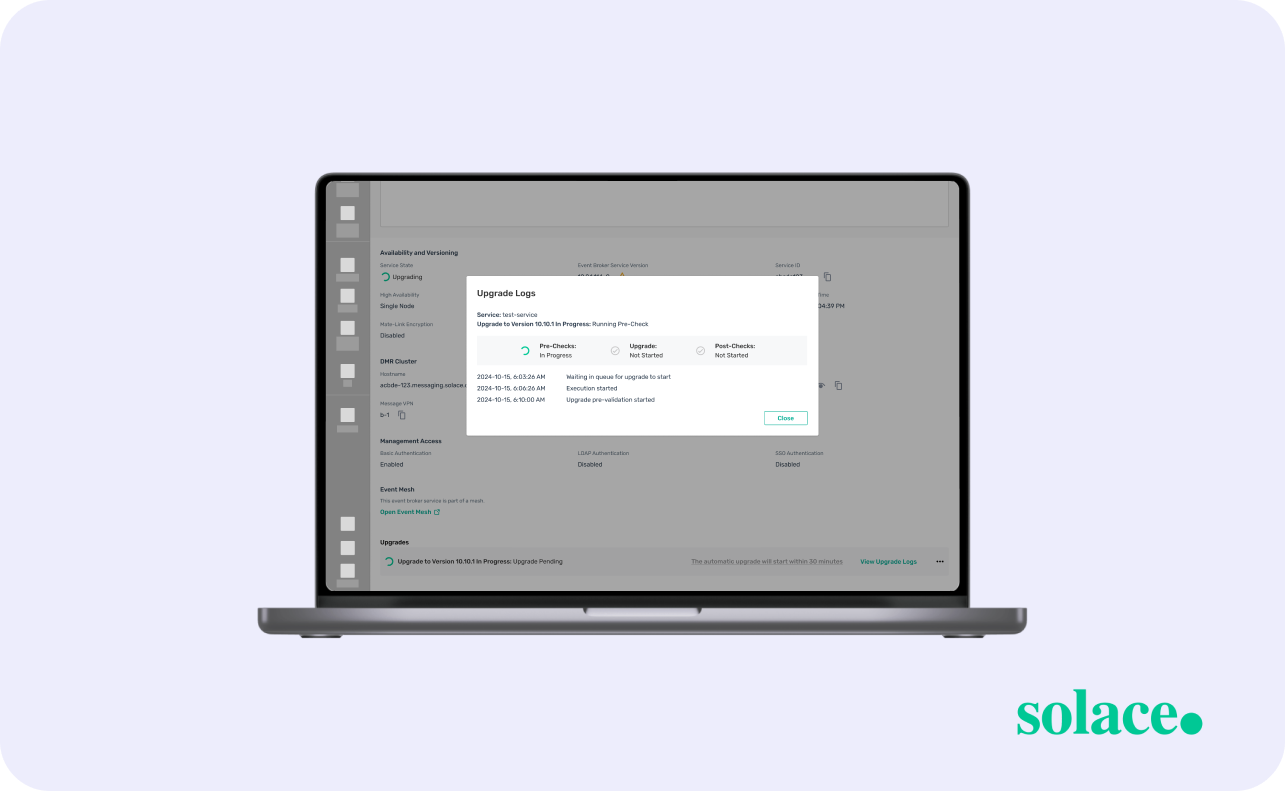 Availability and Versioning
Service State
Event Broker Service Version
Service ID
Upgrading
High Availability
Single Node
04:39 PM
Mate-Link Encryption
Disabled
DMR Cluster
Hostname
acbde-123.messaging.solace.
Message VPN
b-1
Upgrade Logs
Service: test-service
Upgrade to Version 10.10.1 In Progress: Running Pre-Check
Pre-Checks:
In Progress
Upgrade:
Not Started
Post-Checks:
Not Started
2024-10-15, 6:03:26 AM Waiting in queue for upgrade to start
2024-10-15, 6:06:26 AM Execution started
2024-10-15, 6:10:00 AM Upgrade pre-validation started
Close
Management Access
Basic Authentication
Enabled
LDAP Authentication
Disabled
SSO Authentication
Disabled
Event Mesh
This event broker service is part of a mesh.
Open Event Mesh
Upgrades
Upgrade to Version 10.10.1 In Progress: Upgrade Pending
The automatic upgrade will start within 30 minutes
View Upgrade Logs
solace.